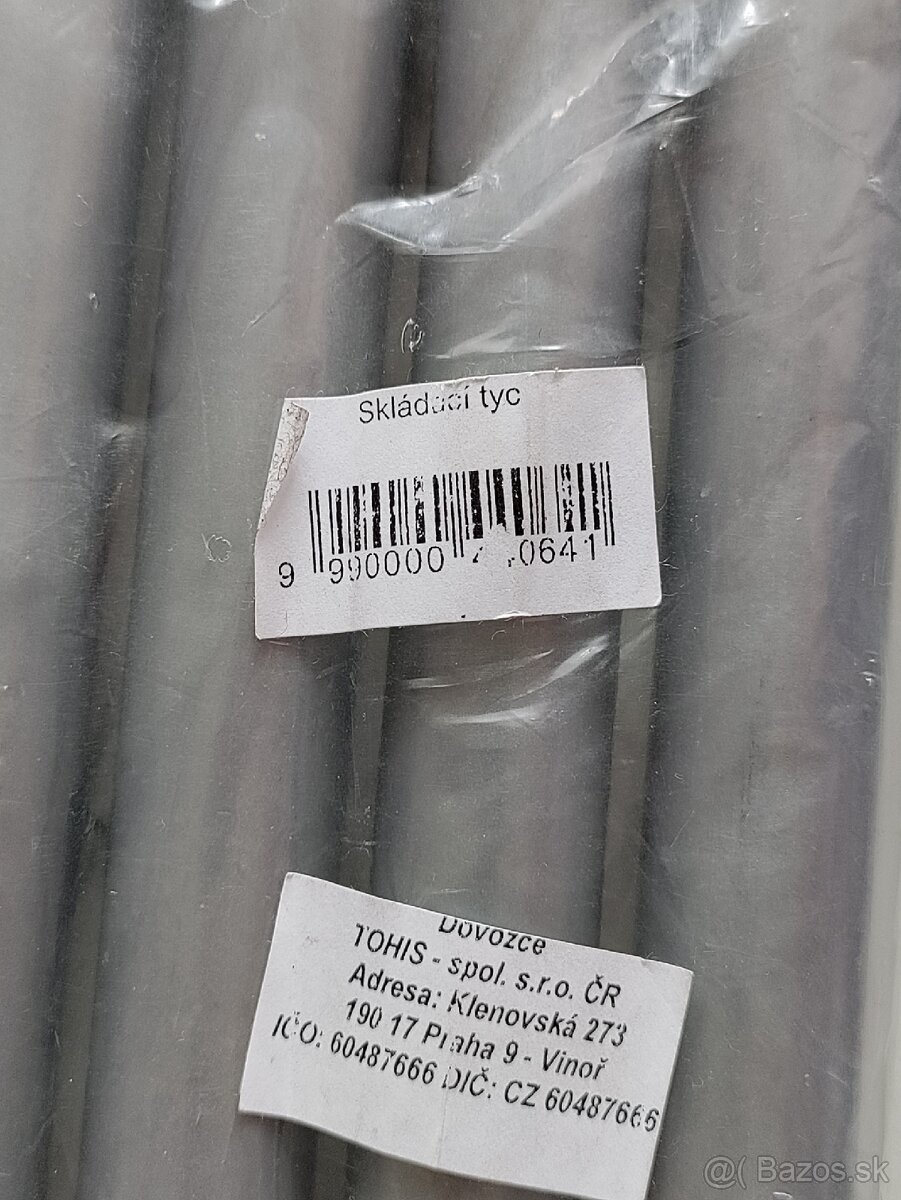 Skládací tyc
9 990000 0641
Dovozce
TOHIS - spol. s.r.o. ČR
Adresa: Klenovská 273
190 17 Praha 9 - Vinoř
IČO: 60487666 DIČ: CZ 60487666
@( Bazos.sk